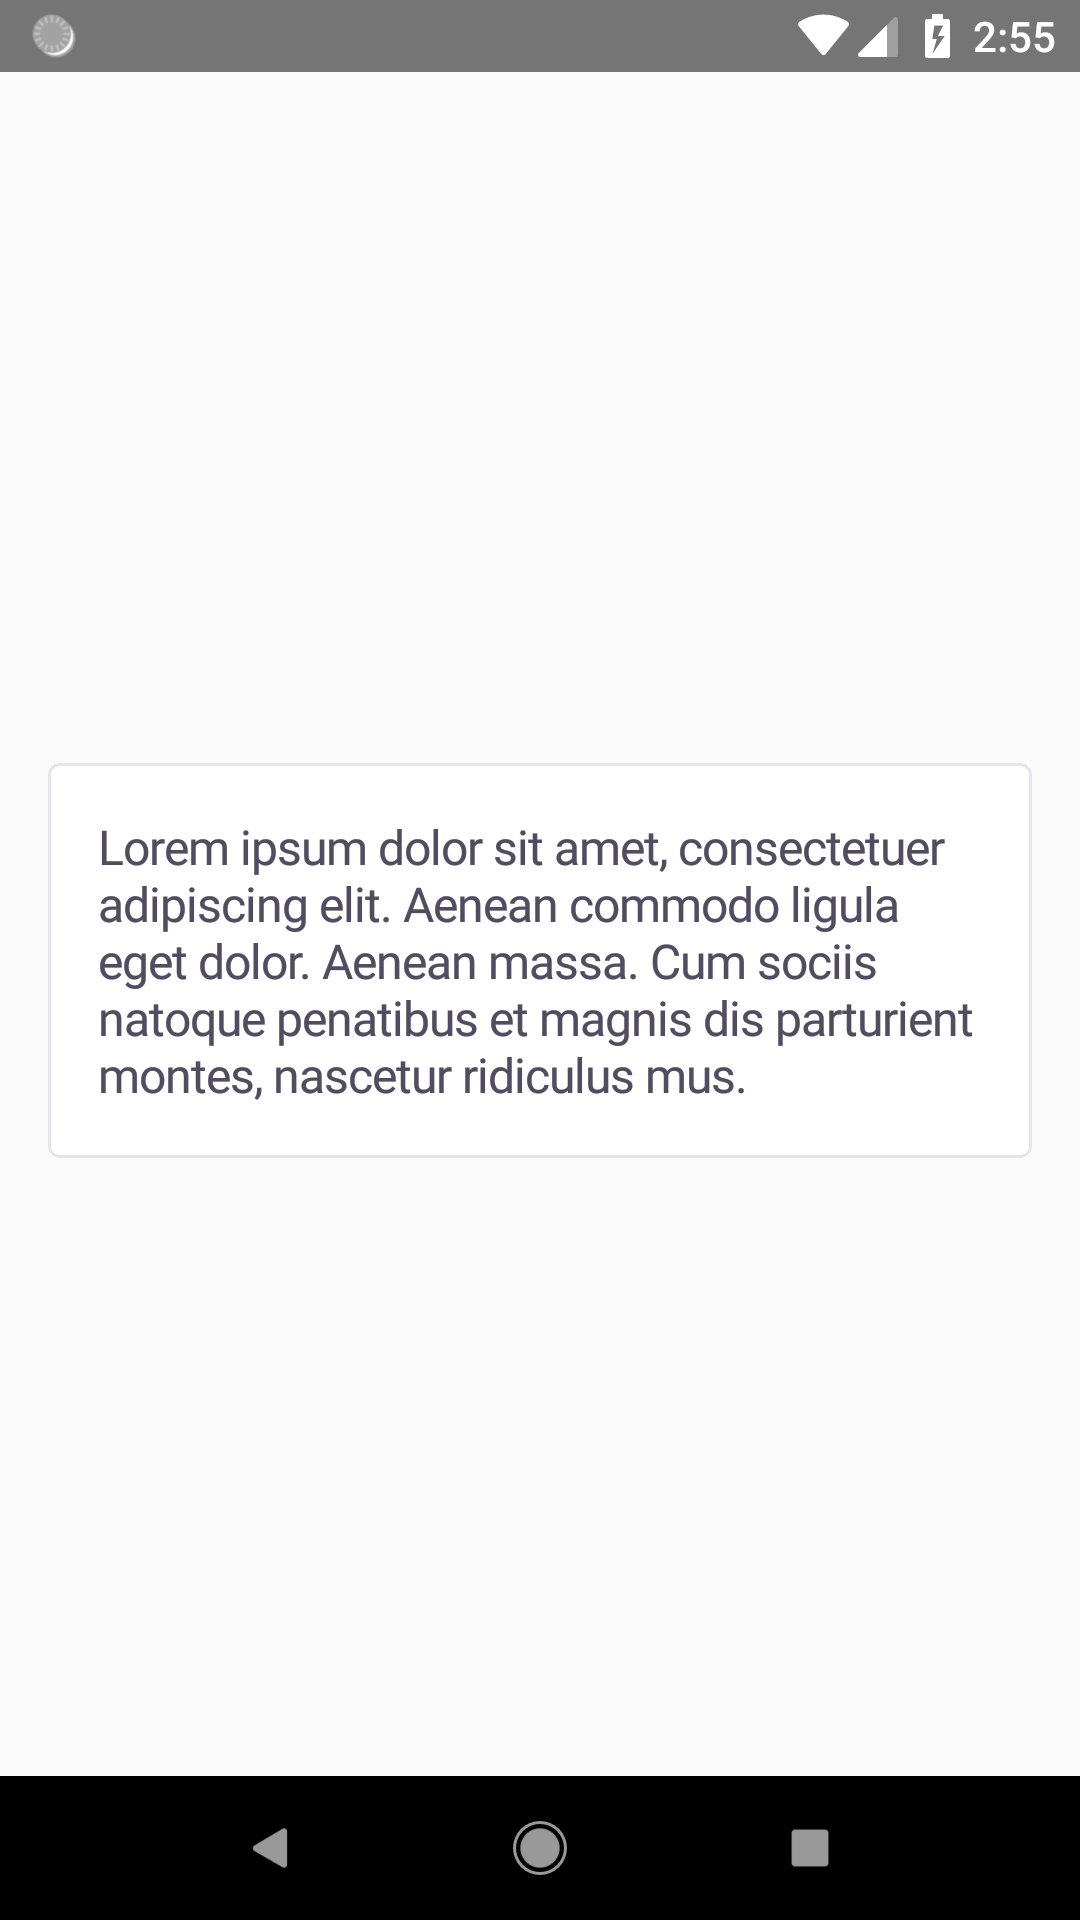 2:55
Lorem ipsum dolor sit amet, consectetuer
adipiscing elit. Aenean commodo ligula
eget dolor. Aenean massa. Cum sociis
natoque penatibus et magnis dis parturient
montes, nascetur ridiculus mus.